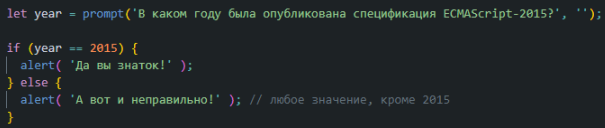 let year = prompt('В каком году была опубликована спецификация ECMAScript-2015?', '');
if (year == 2015) {
alert( 'Да вы знаток!' );
} else {
alert( 'А вот и неправильно!' ); // любое значение, кроме 2015
}